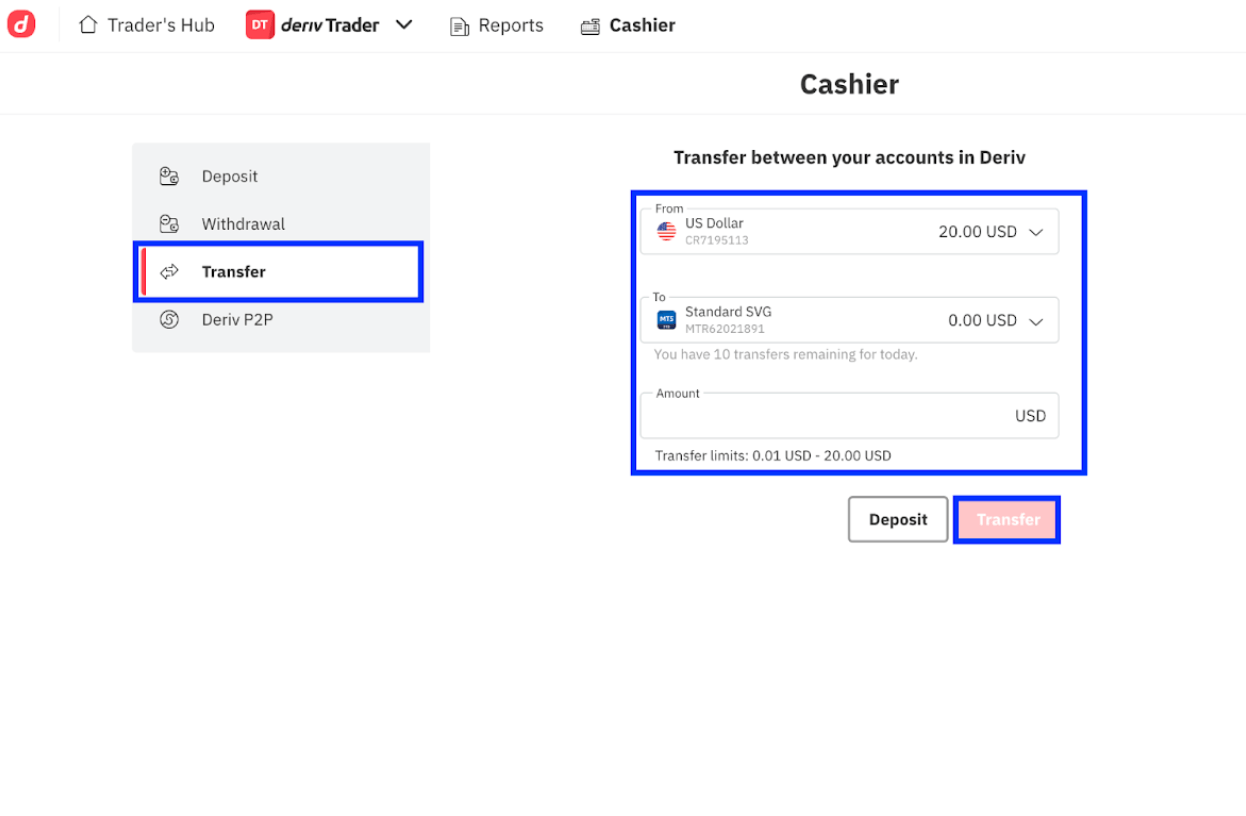 Trader's Hub
DT deriv Trader
Reports
Cashier
Cashier
Deposit
Withdrawal
Transfer
Deriv P2P
Transfer between your accounts in Deriv
From
US Dollar
CR7195113
20.00 USD
To
MT5
Standard SVG
MTR62021891
0.00 USD
You have 10 transfers remaining for today.
Amount
USD
Transfer limits: 0.01 USD - 20.00 USD
Deposit
Transfer